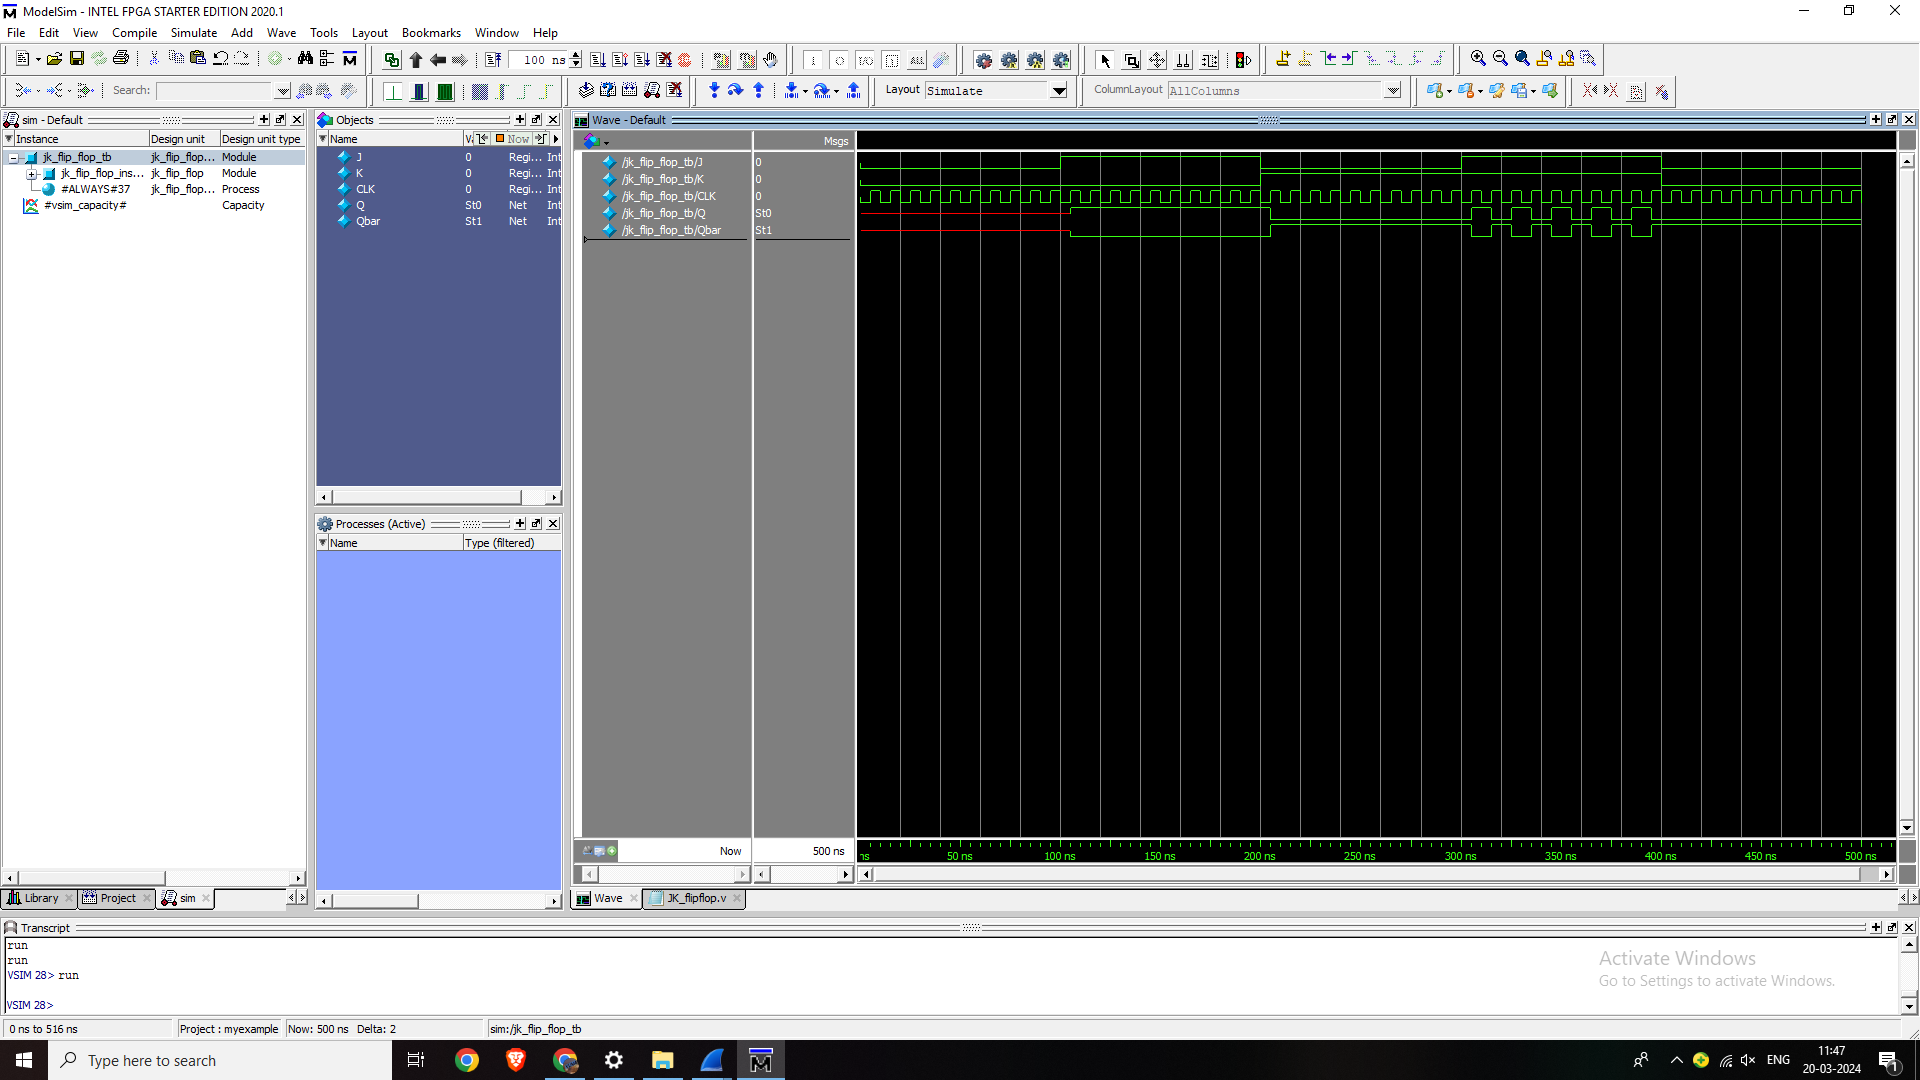 ModelSim - INTEL FPGA STARTER EDITION 2020.1
File Edit View Compile Simulate Add Wave Tools Layout Bookmarks Window Help
100 ns
Search:
Layout Simulate
ColumnLayout AllColumns
sim - Default
Instance Design unit Design unit type
jk_flip_flop_tb jk_flip_flop... Module
jk_flip_flop_ins... jk_flip_flop Module
#ALWAYS#37 jk_flip_flop... Process
#vsim_capacity# Capacity
Library
Project
sim
Objects
Name Now
J 0 Regi... Int
K 0 Regi... Int
CLK 0 Regi... Int
Q St0 Net Int
Qbar St1 Net Int
Processes (Active)
Name Type (filtered)
Wave - Default
Msgs
/jk_flip_flop_tb/J 0
/jk_flip_flop_tb/K 0
/jk_flip_flop_tb/CLK 0
/jk_flip_flop_tb/Q St0
/jk_flip_flop_tb/Qbar St1
Now 500 ns
ns 50 ns 100 ns 150 ns 200 ns 250 ns 300 ns 350 ns 400 ns 450 ns 500 ns
Wave
JK_flipflop.v
Transcript
run
run
VSIM 28> run
VSIM 28>
Activate Windows
Go to Settings to activate Windows.
0 ns to 516 ns Project : myexample Now: 500 ns Delta: 2 sim:/jk_flip_flop_tb
Type here to search
ENG
11:47
20-03-2024
1